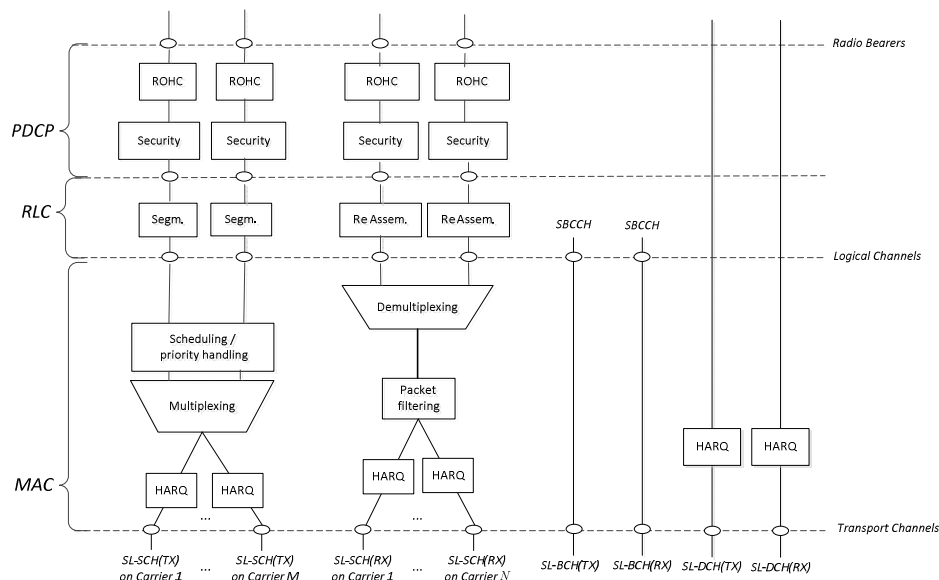 Radio Bearers
ROHC ROHC ROHC ROHC
PDCP
Security Security Security Security
RLC
Segm. Segm. Re Assem. Re Assem.
SBCCH SBCCH
Logical Channels
Demultiplexing
Scheduling /
priority handling
Packet
filtering
Multiplexing
HARQ HARQ
HARQ HARQ
HARQ HARQ
MAC
... ...
Transport Channels
SL-SCH(TX)
on Carrier 1
...
SL-SCH(TX)
on Carrier M
SL-SCH(RX)
on Carrier 1
...
SL-SCH(RX)
on Carrier N
SL-BCH(TX) SL-BCH(RX) SL-DCH(TX) SL-DCH(RX)